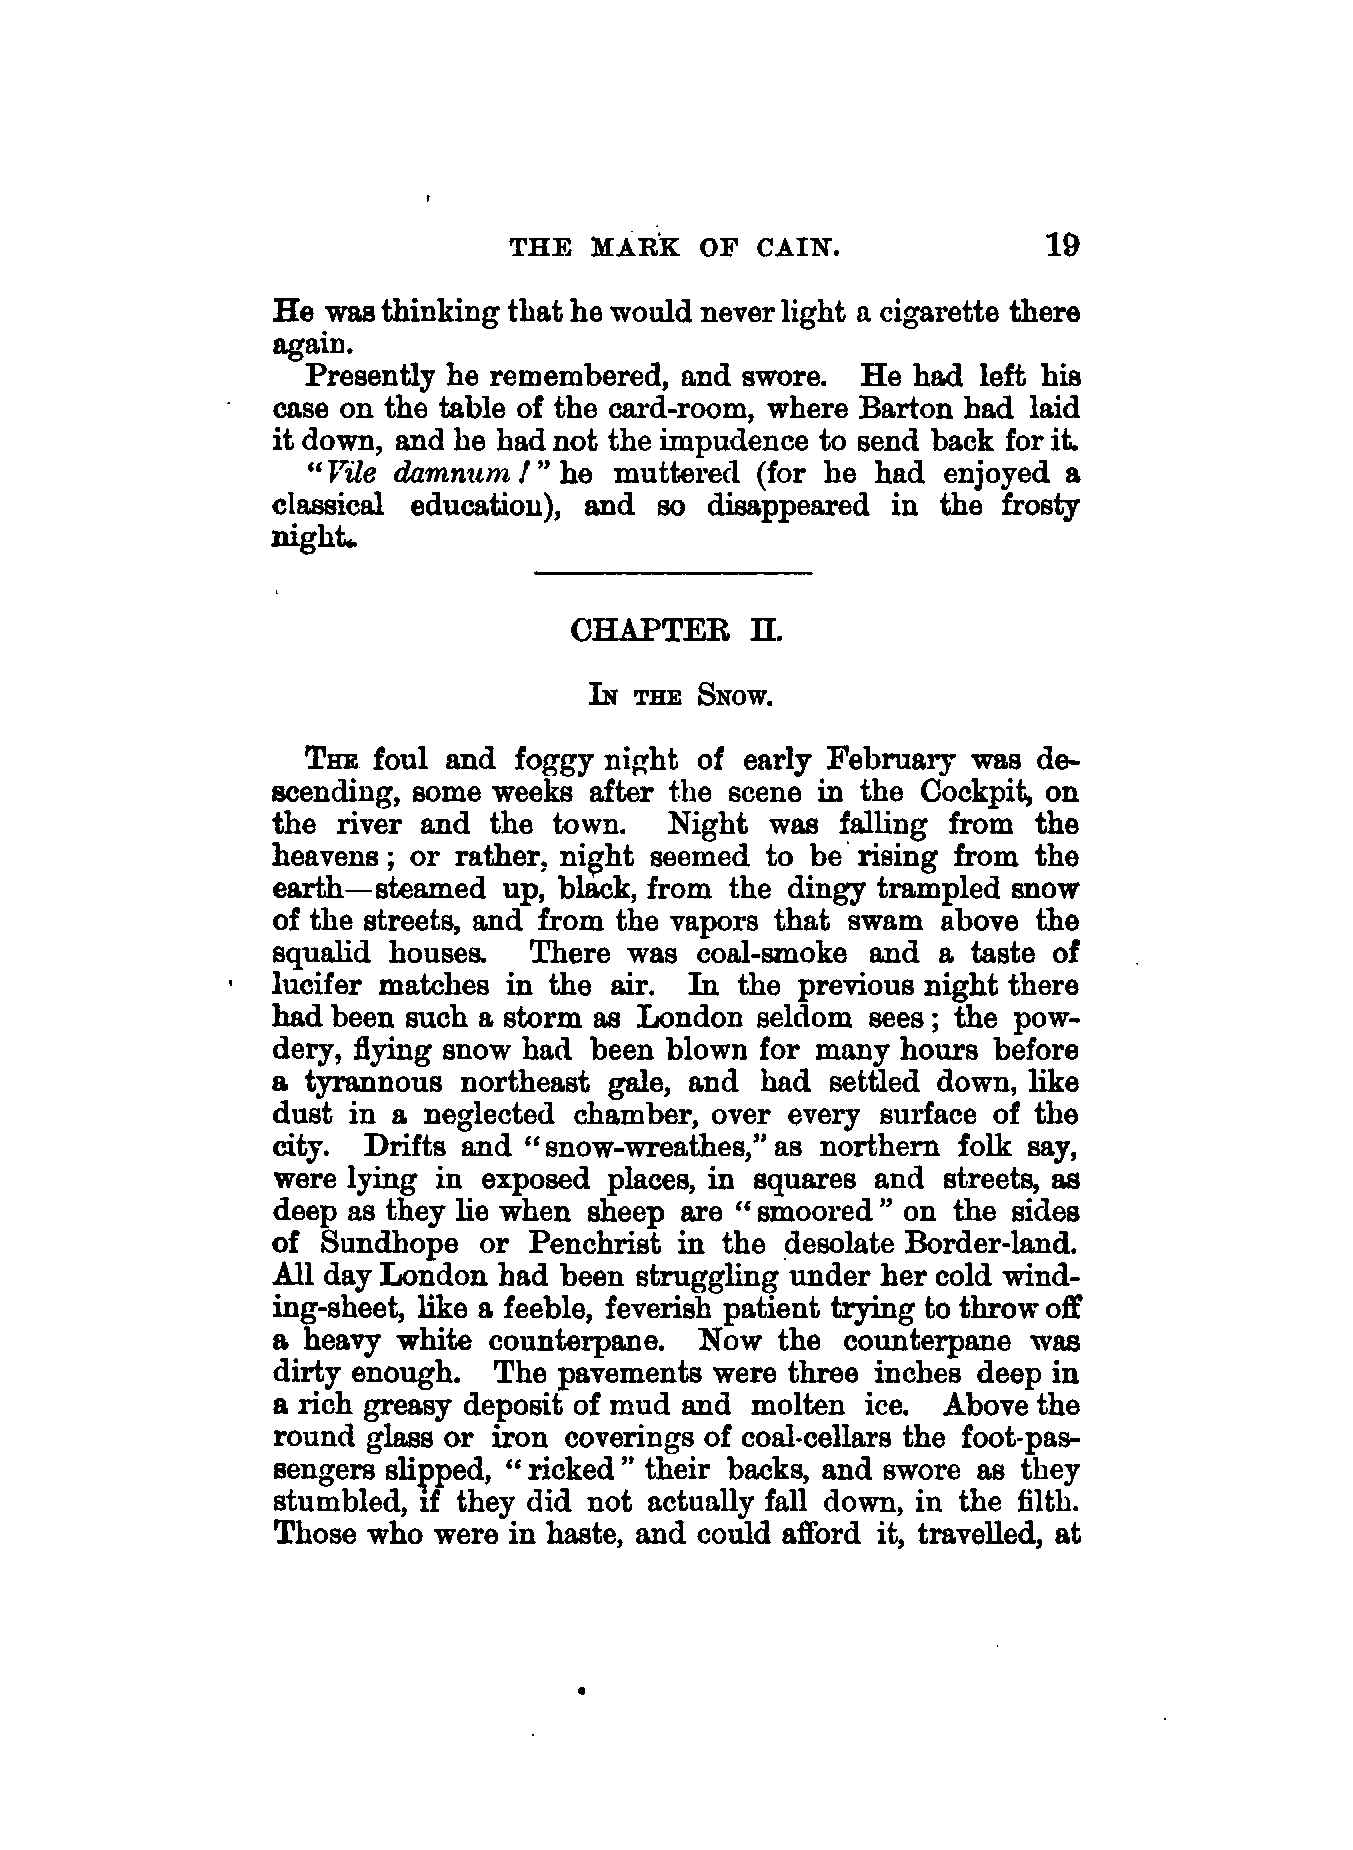 THE MARK OF CAIN. 19
He was thinking that he would never light a cigarette there
again.
Presently he remembered, and swore. He had left his
case on the table of the card-room, where Barton had laid
it down, and he had not the impudence to send back for it.
"Vile damnum!" he muttered (for he had enjoyed a
classical education), and so disappeared in the frosty
night.
CHAPTER II.
IN THE SNOW.
THE foul and foggy night of early February was de-
scending, some weeks after the scene in the Cockpit, on
the river and the town. Night was falling from the
heavens; or rather, night seemed to be rising from the
earth—steamed up, black, from the dingy trampled snow
of the streets, and from the vapors that swam above the
squalid houses. There was coal-smoke and a taste of
lucifer matches in the air. In the previous night there
had been such a storm as London seldom sees; the pow-
dery, flying snow had been blown for many hours before
a tyrannous northeast gale, and had settled down, like
dust in a neglected chamber, over every surface of the
city. Drifts and "snow-wreathes," as northern folk say,
were lying in exposed places, in squares and streets, as
deep as they lie when sheep are "smoored" on the sides
of Sundhope or Penchrist in the desolate Border-land.
All day London had been struggling under her cold wind-
ing-sheet, like a feeble, feverish patient trying to throw off
a heavy white counterpane. Now the counterpane was
dirty enough. The pavements were three inches deep in
a rich greasy deposit of mud and molten ice. Above the
round glass or iron coverings of coal-cellars the foot-pas-
sengers slipped, "ricked" their backs, and swore as they
stumbled, if they did not actually fall down, in the filth.
Those who were in haste, and could afford it, travelled, at